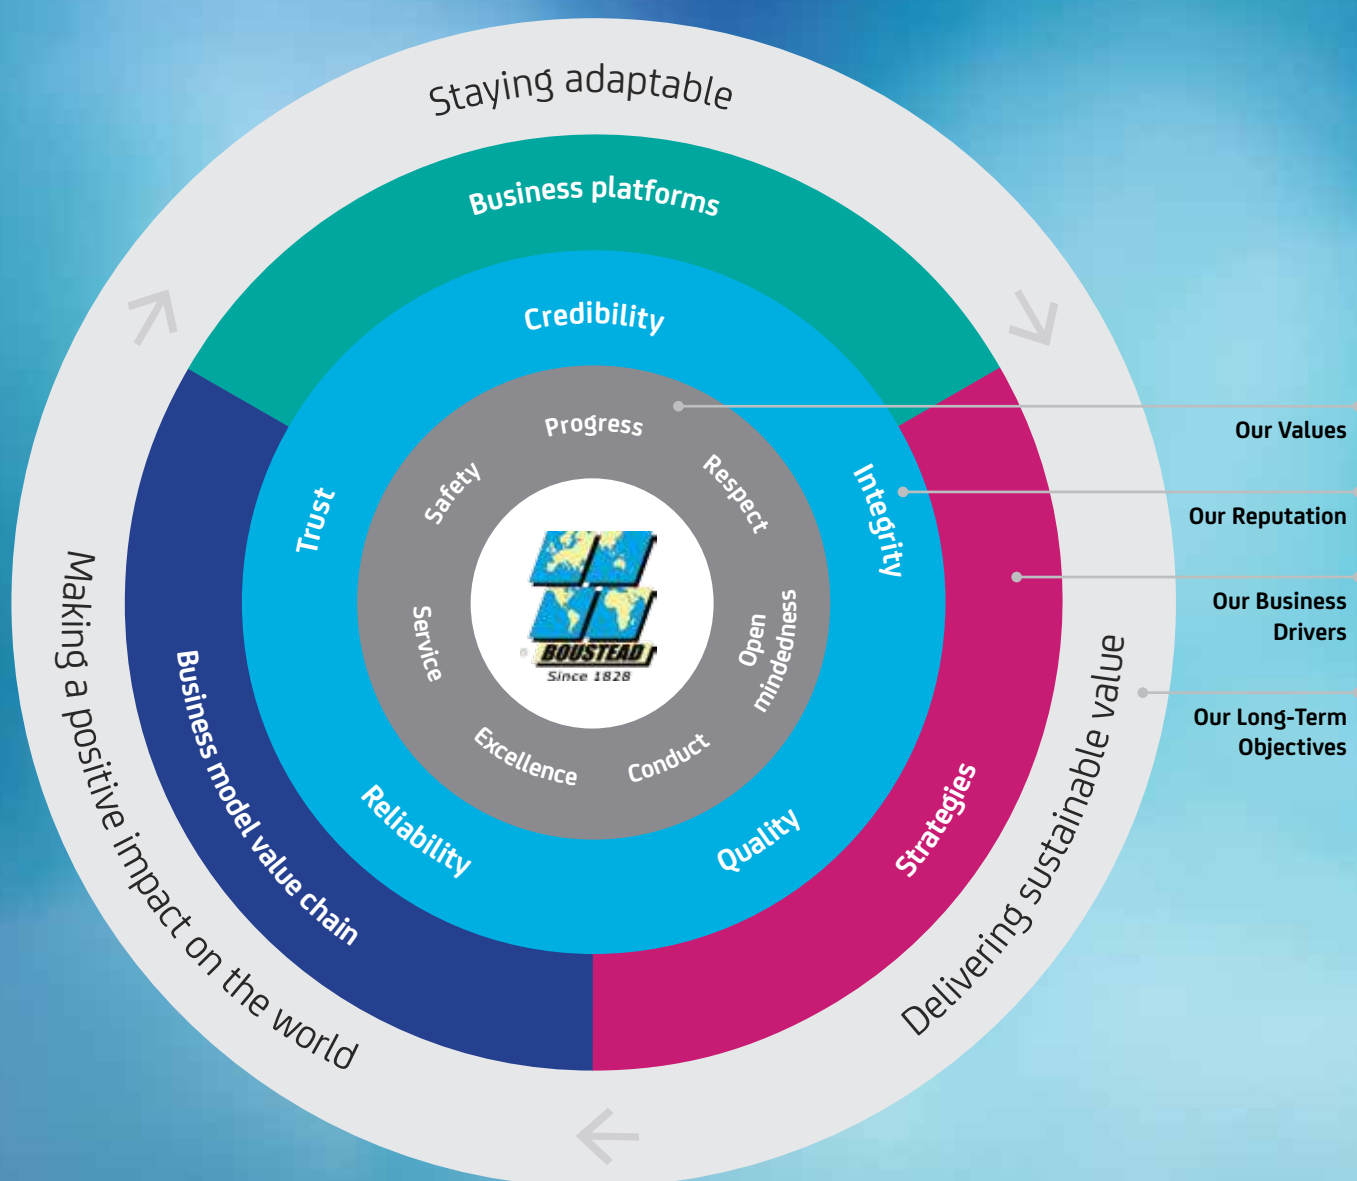 Staying adaptable
Business platforms
Credibility
Progress
Respect
Safety
Integrity
Trust
Open
mindedness
Service
Conduct
Excellence
Quality
Reliability
Strategies
Business model value chain
Delivering sustainable value
Making a positive impact on the world
® BOUSTEAD
Since 1828
Our Values
Our Reputation
Our Business
Drivers
Our Long-Term
Objectives